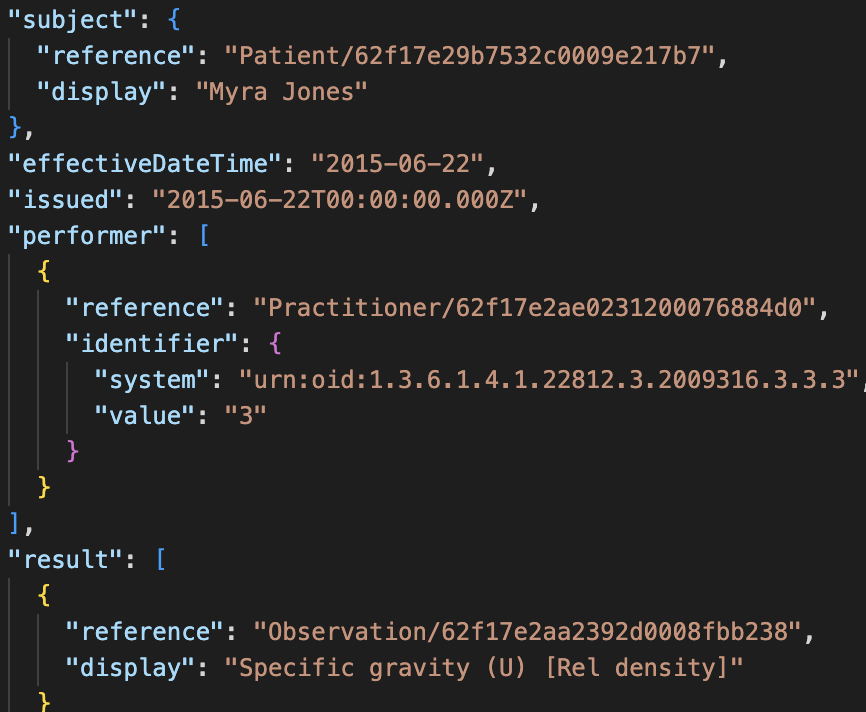 "subject": {
"reference": "Patient/62f17e29b7532c0009e217b7",
"display": "Myra Jones"
},
"effectiveDateTime": "2015-06-22",
"issued": "2015-06-22T00:00:00.000Z",
"performer": [
{
"reference": "Practitioner/62f17e2ae0231200076884d0",
"identifier": {
"system": "urn:oid:1.3.6.1.4.1.22812.3.2009316.3.3.3",
"value": "3"
}
}
],
"result": [
{
"reference": "Observation/62f17e2aa2392d0008fbb238",
"display": "Specific gravity (U) [Rel density]"
}